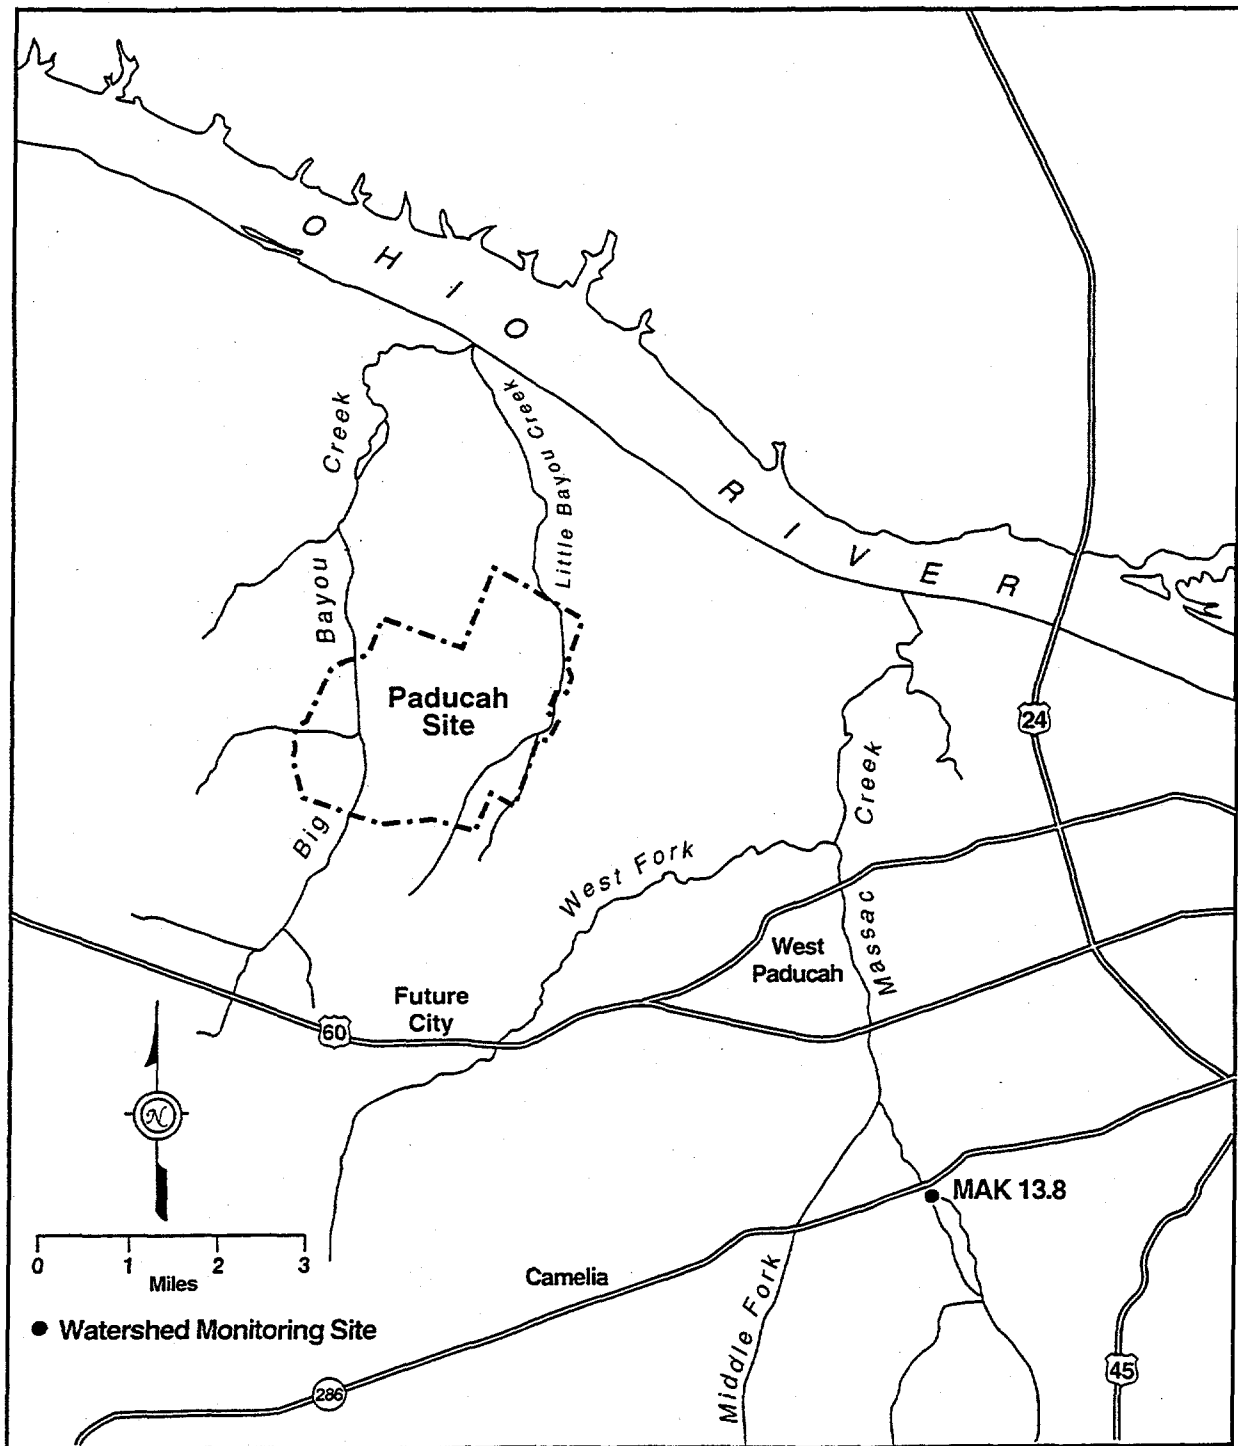 OHIO
RIVER
Creek
Bayou
Big
Little Bayou Creek
Paducah
Site
24
Creek
Massac
West Fork
West
Paducah
Future
City
60
N
MAK 13.8
0 1 2 3
Miles
Camelia
Middle Fork
Watershed Monitoring Site
286
45